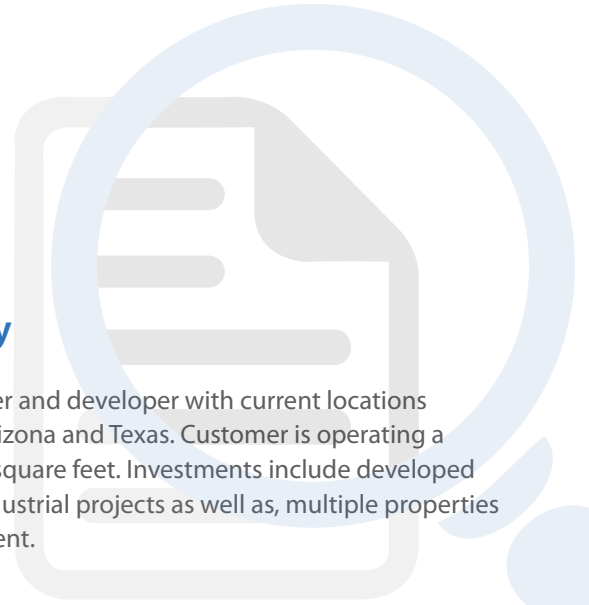 y
er and developer with current locations
izona and Texas. Customer is operating a
square feet. Investments include developed
ustrial projects as well as, multiple properties
ent.